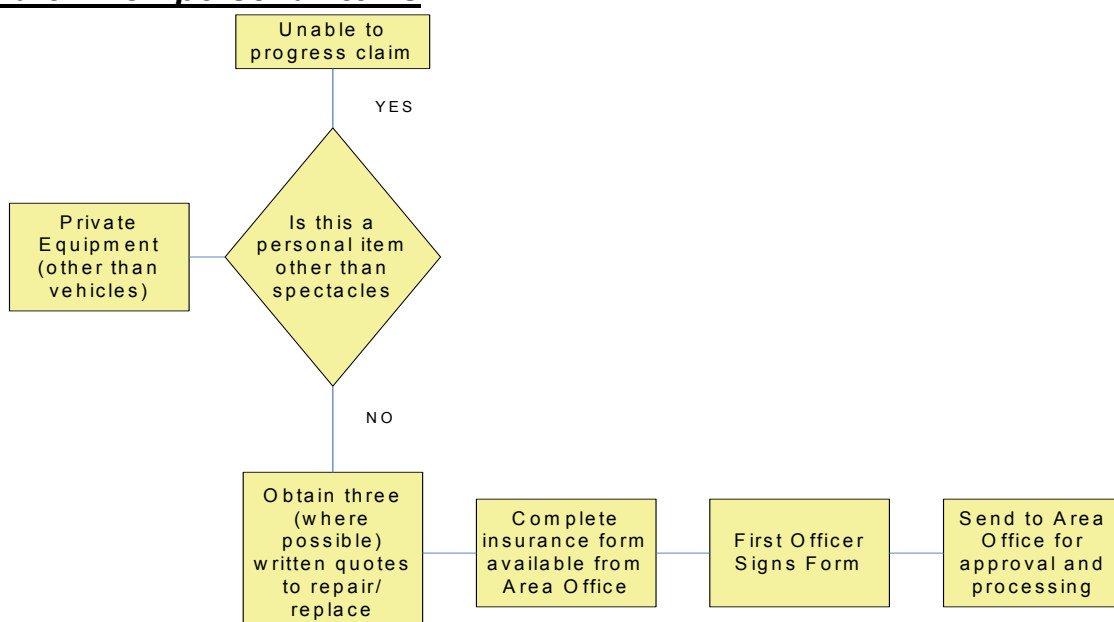 Unable to
progress claim
YES
Private
Equipment
(other than
vehicles)
Is this a
personal item
other than
spectacles
NO
Obtain three
(where
possible)
written quotes
to repair/
replace
Complete
insurance form
available from
Area Office
First Officer
Signs Form
Send to Area
Office for
approval and
processing